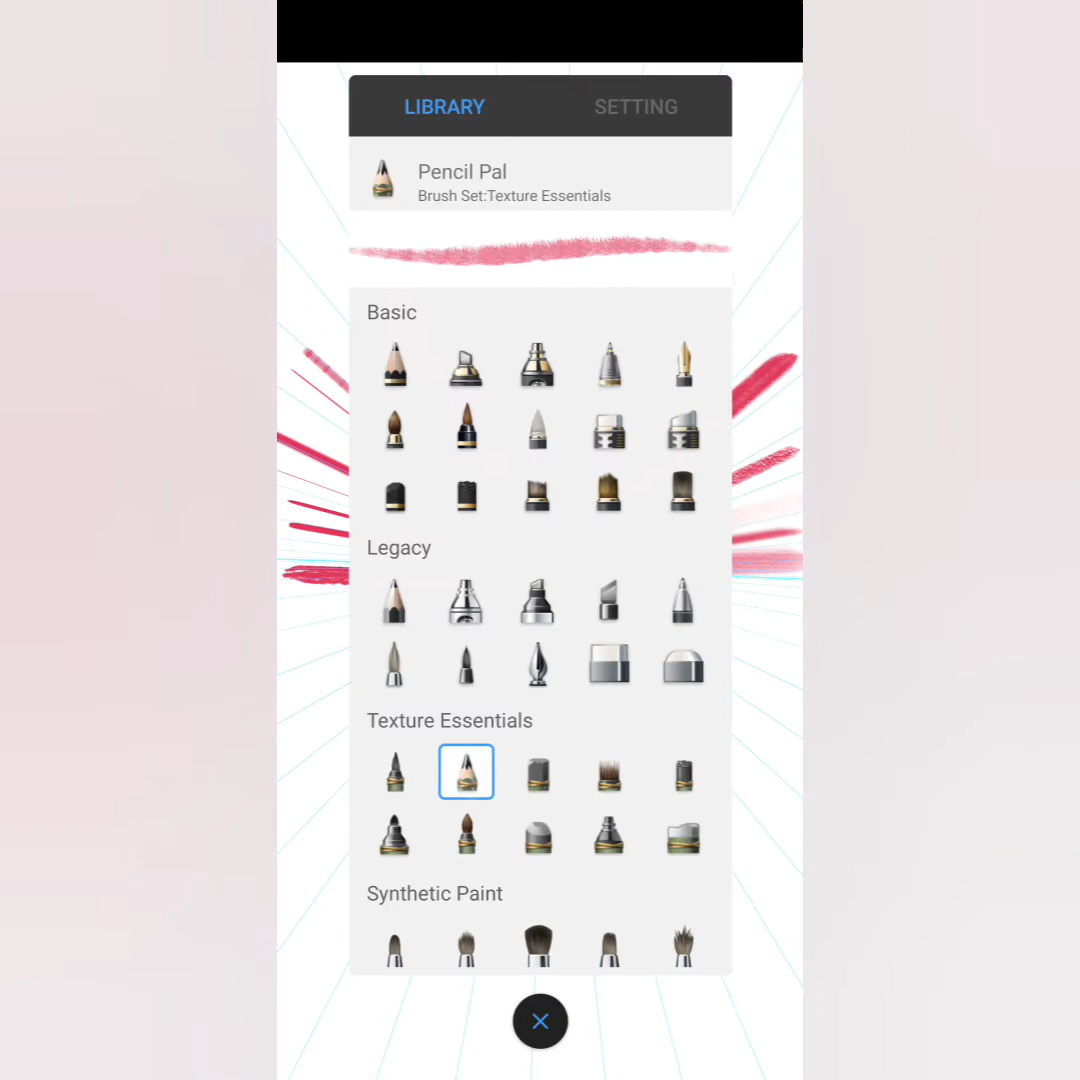 LIBRARY SETTING
Pencil Pal
Brush Set:Texture Essentials
Basic
Legacy
Texture Essentials
Synthetic Paint